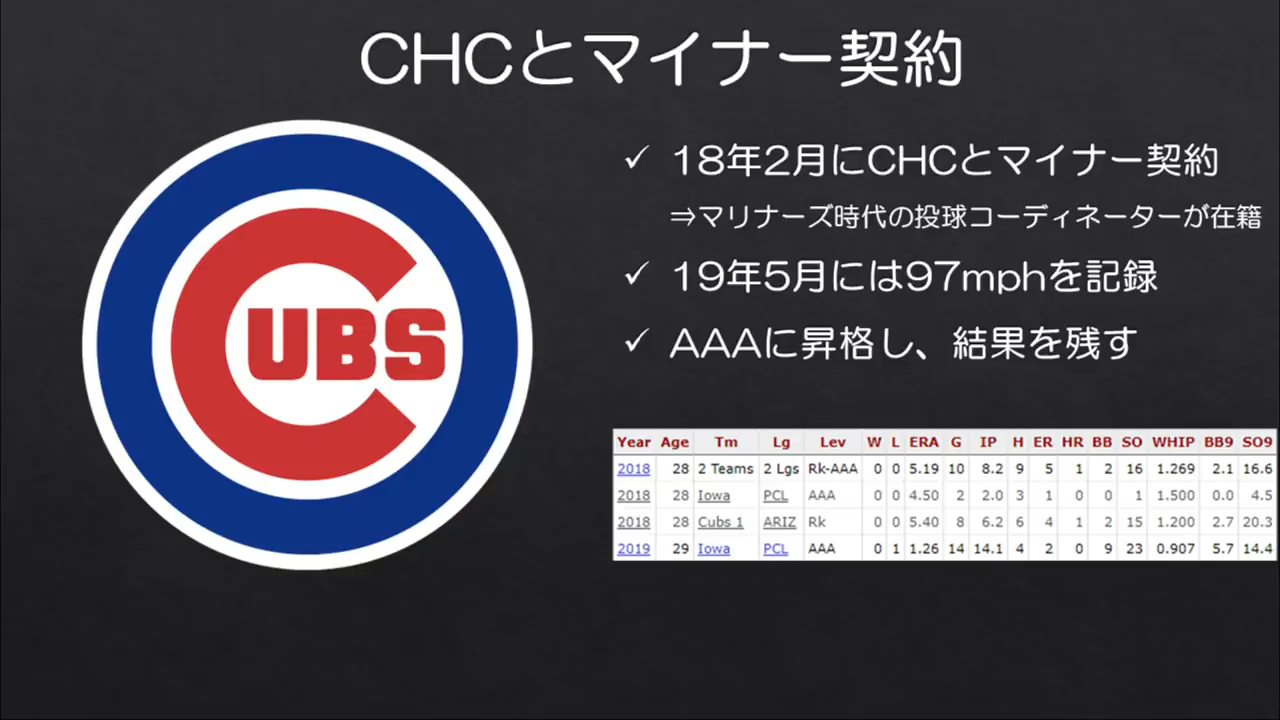 CHCとマイナー契約
✓ 18年2月にCHCとマイナー契約
⇒マリナーズ時代の投球コーディネーターが在籍
✓ 19年5月には97mphを記録
✓ AAAに昇格し、結果を残す
CUBS
Year Age Tm Lg Lev W L ERA G IP H ER HR BB SO WHIP BB9 SO9
2018 28 2 Teams 2 Lgs Rk-AAA 0 0 5.19 10 8.2 9 5 1 2 16 1.269 2.1 16.6
2018 28 Iowa PCL AAA 0 0 4.50 2 2.0 3 1 0 0 1 1.500 0.0 4.5
2018 28 Cubs 1 ARIZ Rk 0 0 5.40 8 6.2 6 4 1 2 15 1.200 2.7 20.3
2019 29 Iowa PCL AAA 0 1 1.26 14 14.1 4 2 0 9 23 0.907 5.7 14.4